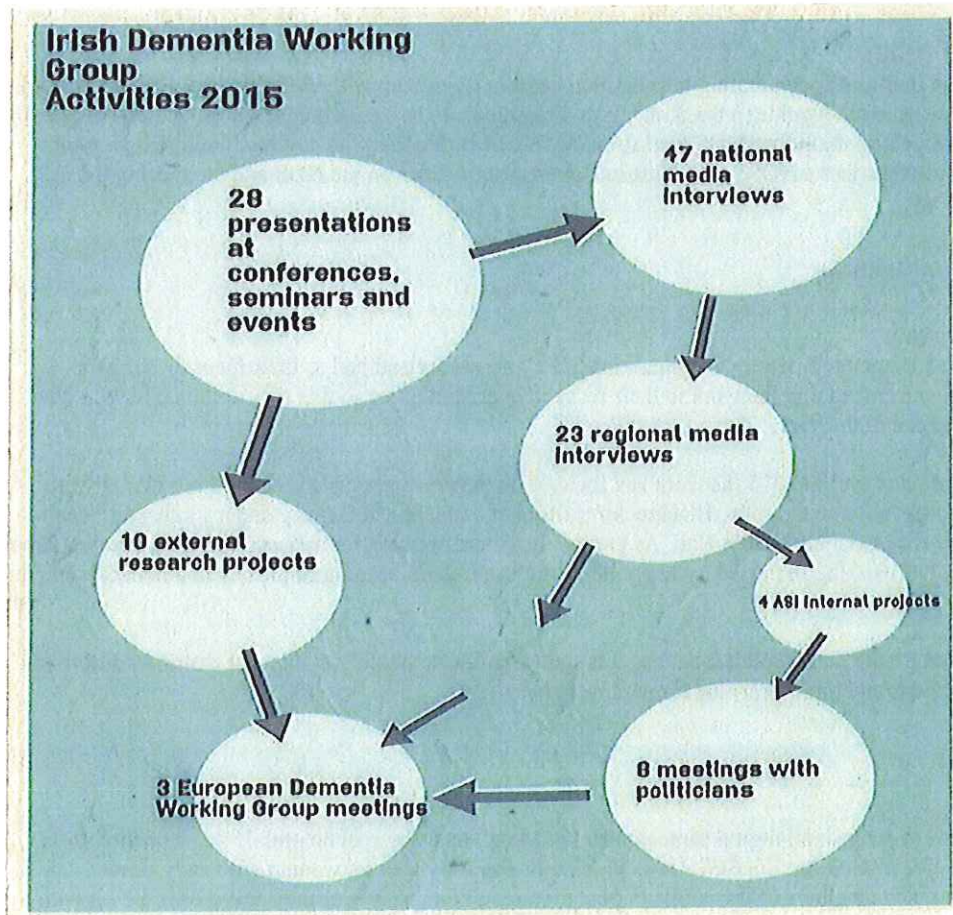 Irish Dementia Working
Group
Activities 2015
28
presentations
at
conferences,
seminars and
events
47 national
media
interviews
23 regional media
interviews
10 external
research projects
4 ASI internal projects
3 European Dementia
Working Group meetings
8 meetings with
politicians